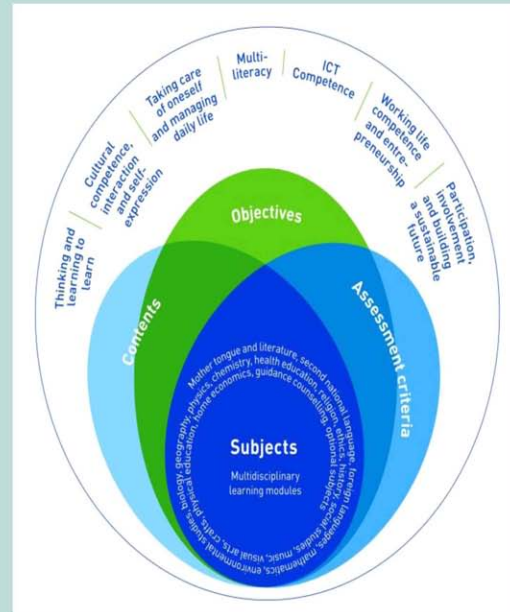 Thinking and
learning to
learn
Cultural
competence,
interaction
and self-
expression
Taking care
of oneself
and managing
daily life
Multi-
literacy
ICT
Competence
Working life
competence
and entre-
preneurship
Participation,
involvement
and building
a sustainable
future
Objectives
Contents
Assessment criteria
Mother tongue and literature, second national language, foreign languages, mathematics, environmental studies, biology, geography, physics, chemistry, health education, religion, ethics, history, social studies, music, visual arts, crafts, physical education, home economics, guidance counselling, optional subjects
Subjects
Multidisciplinary
learning modules